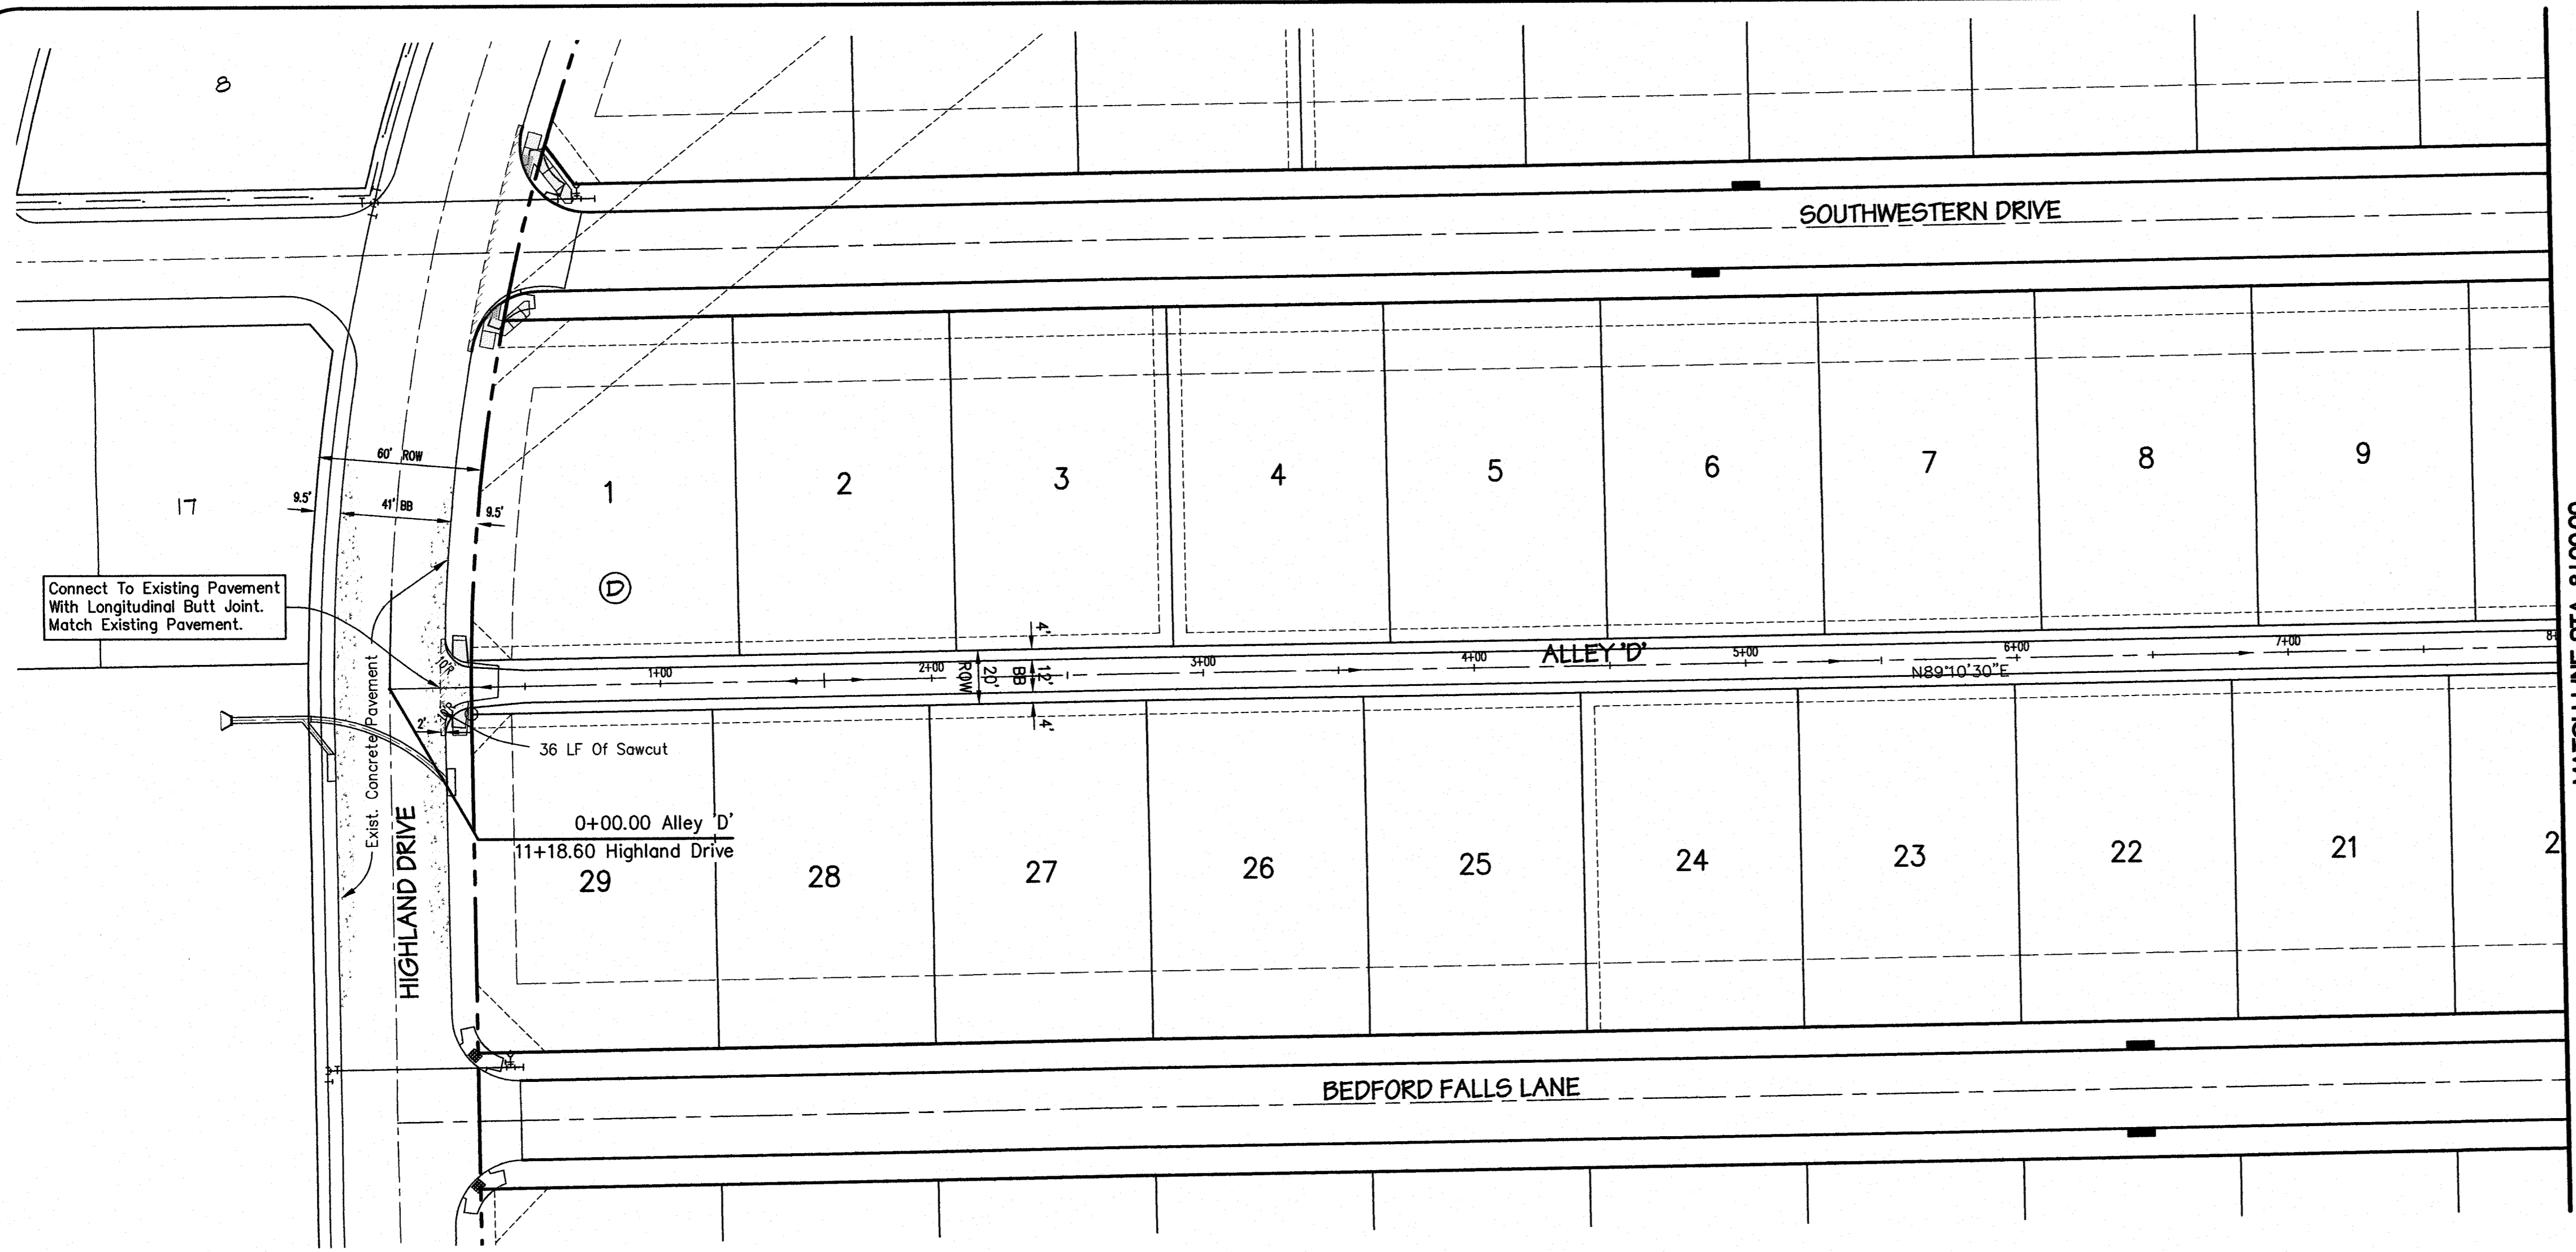 8
SOUTHWESTERN DRIVE
60' ROW
9.5'
41' BB
9.5'
17
1
2
3
4
5
6
7
8
9
D
Connect To Existing Pavement
With Longitudinal Butt Joint.
Match Existing Pavement.
Exist. Concrete Pavement
10'R
1+00
2+00
3+00
4+00
5+00
6+00
7+00
8+
ALLEY 'D'
N89°10'30"E
4'
20'
ROW
12'
BB
4'
2'
36 LF Of Sawcut
0+00.00 Alley 'D'
11+18.60 Highland Drive
HIGHLAND DRIVE
29
28
27
26
25
24
23
22
21
2
BEDFORD FALLS LANE